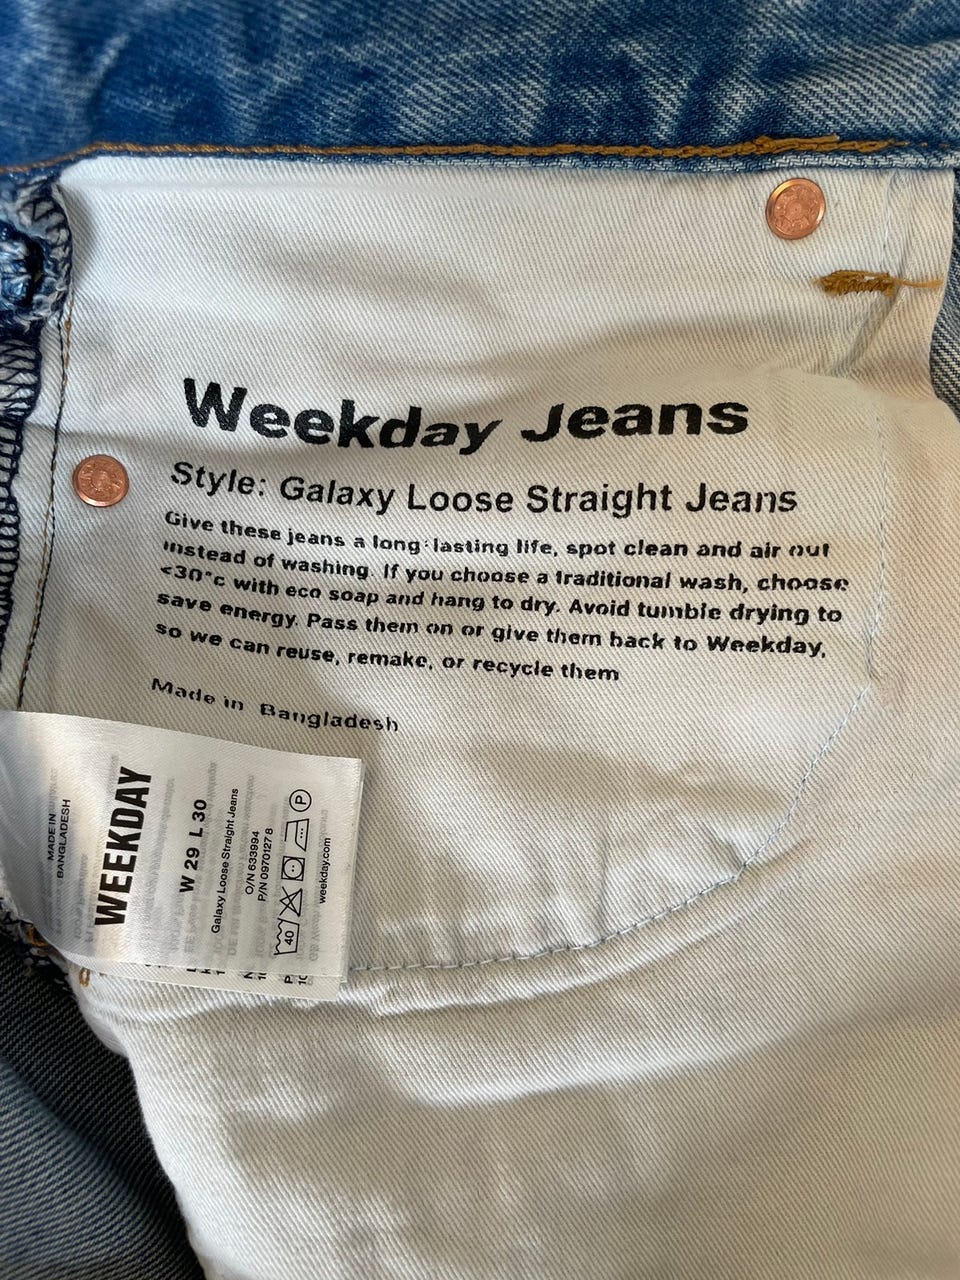 Weekday Jeans
Style: Galaxy Loose Straight Jeans
Give these jeans a long-lasting life, spot clean and air out
instead of washing. If you choose a traditional wash, choose
<30°c with eco soap and hang to dry. Avoid tumble drying to
save energy. Pass them on or give them back to Weekday,
so we can reuse, remake, or recycle them
Made in Bangladesh
MADE IN
BANGLADESH
WEEKDAY
W 29 L 30
Galaxy Loose Straight Jeans
O/N 633994
P/N 0970127 8
40
P
weekday.com